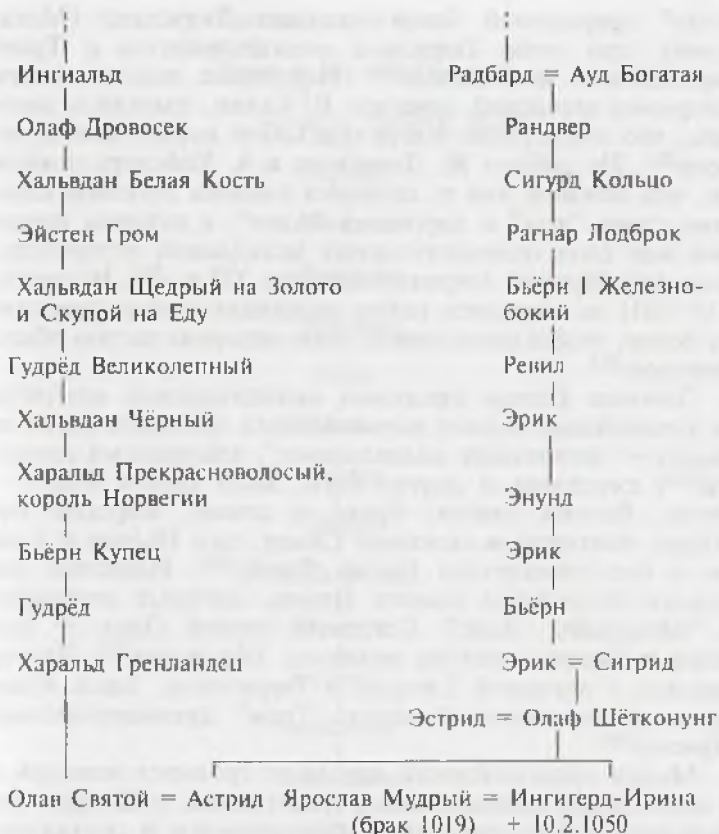 Ингиальд Радбард = Ауд Богатая
Олаф Дровосек Рандвер
Хальвдан Белая Кость Сигурд Кольцо
Эйстен Гром Рагнар Лодброк
Хальвдан Щедрый на Золото Бьёрн I Железно-
и Скупой на Еду бокий
Гудрёд Великолепный Ревил
Хальвдан Чёрный Эрик
Харальд Прекрасноволосый,
король Норвегии Энунд
Бьёрн Купец Эрик
Гудрёд Бьёрн
Харальд Гренландец Эрик = Сигрид
Эстрид = Олаф Шётконунг
Олан Святой = Астрид Ярослав Мудрый = Ингигерд-Ирина
(брак 1019) + 10.2.1050